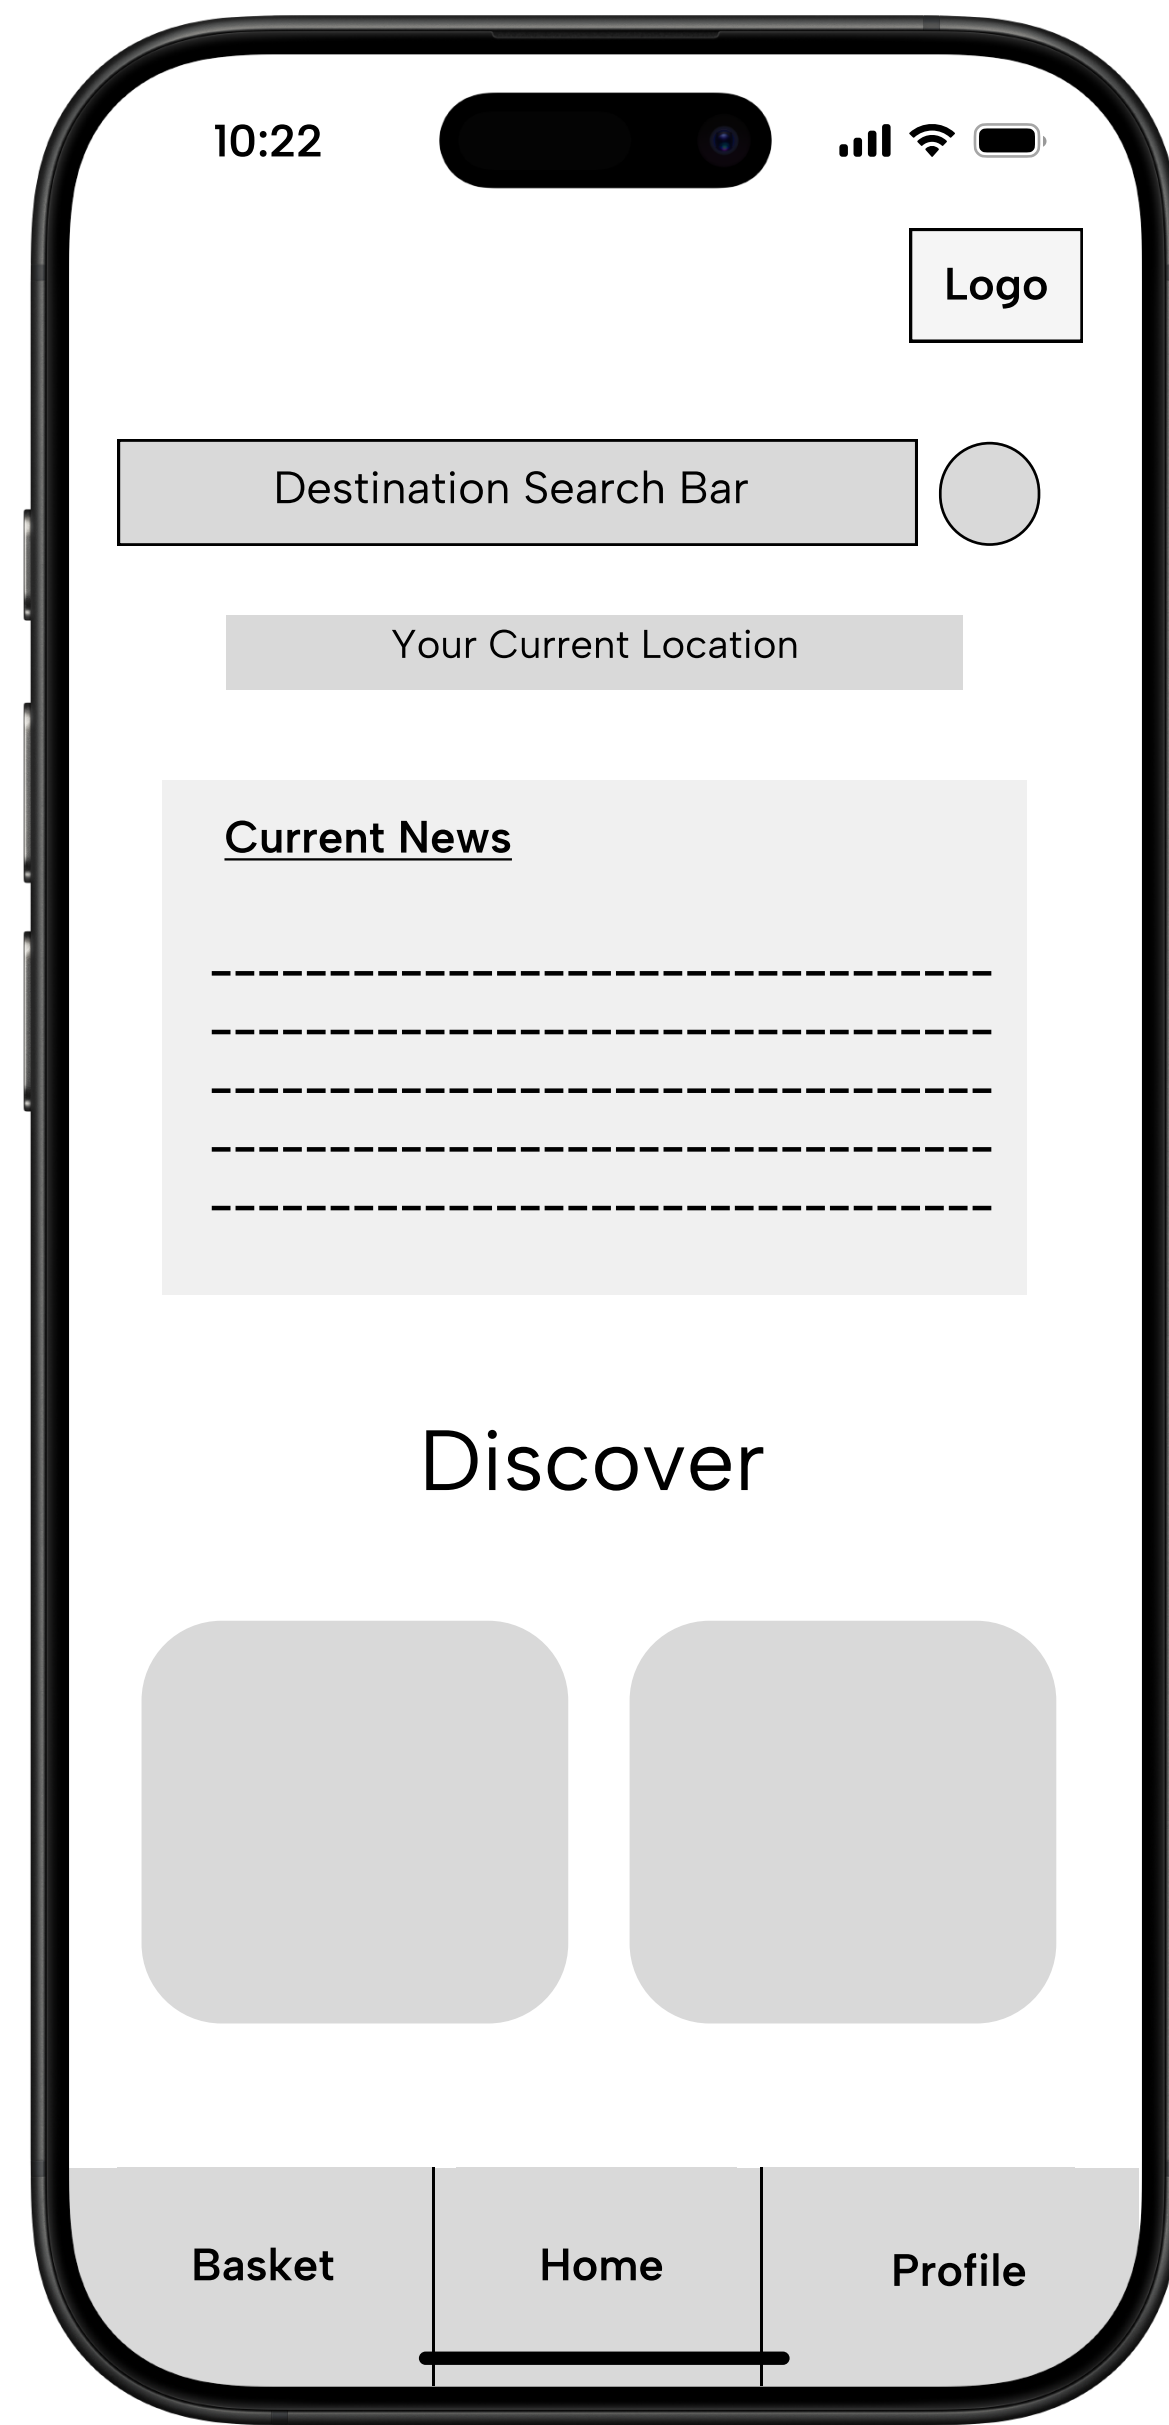 10:22
Logo
Destination Search Bar
Your Current Location
Current News
Discover
Basket
Home
Profile